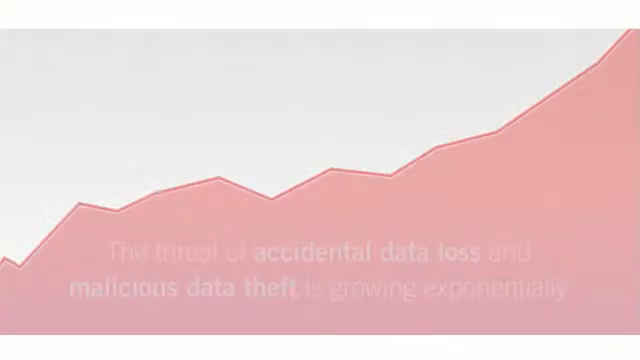 The threat of accidental data loss and
malicious data theft is growing exponentially